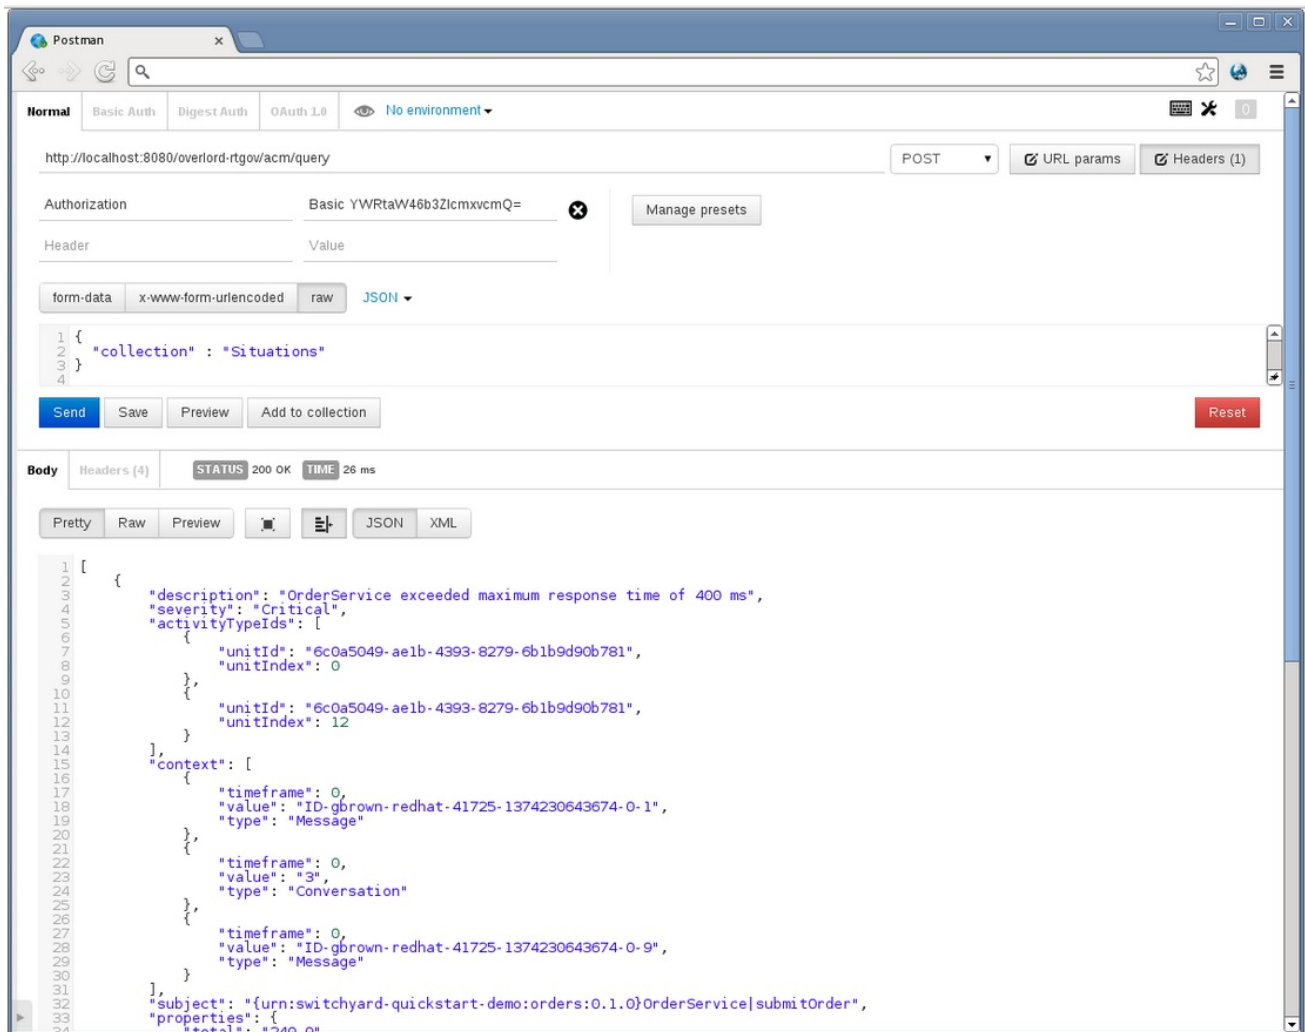 Postman
Normal Basic Auth Digest Auth OAuth 1.0 No environment 0
http://localhost:8080/overlord-rtgov/acm/query POST URL params Headers (1)
Authorization Basic YWRtaW46b3ZlcmxvcmQ= Manage presets
Header Value
form-data x-www-form-urlencoded raw JSON
1 {
2 "collection" : "Situations"
3 }
4
Send Save Preview Add to collection Reset
Body Headers (4) STATUS 200 OK TIME 26 ms
Pretty Raw Preview JSON XML
1 [
2 {
3 "description": "OrderService exceeded maximum response time of 400 ms",
4 "severity": "Critical",
5 "activityTypeIds": [
6 {
7 "unitId": "6c0a5049-ae1b-4393-8279-6b1b9d90b781",
8 "unitIndex": 0
9 },
10 {
11 "unitId": "6c0a5049-ae1b-4393-8279-6b1b9d90b781",
12 "unitIndex": 12
13 }
14 ],
15 "context": [
16 {
17 "timeframe": 0,
18 "value": "ID-gbrown-redhat-41725-1374230643674-0-1",
19 "type": "Message"
20 },
21 {
22 "timeframe": 0,
23 "value": "3",
24 "type": "Conversation"
25 },
26 {
27 "timeframe": 0,
28 "value": "ID-gbrown-redhat-41725-1374230643674-0-9",
29 "type": "Message"
30 }
31 ],
32 "subject": "{urn:switchyard-quickstart-demo:orders:0.1.0}OrderService|submitOrder",
33 "properties": {
34 "total": "240.0"